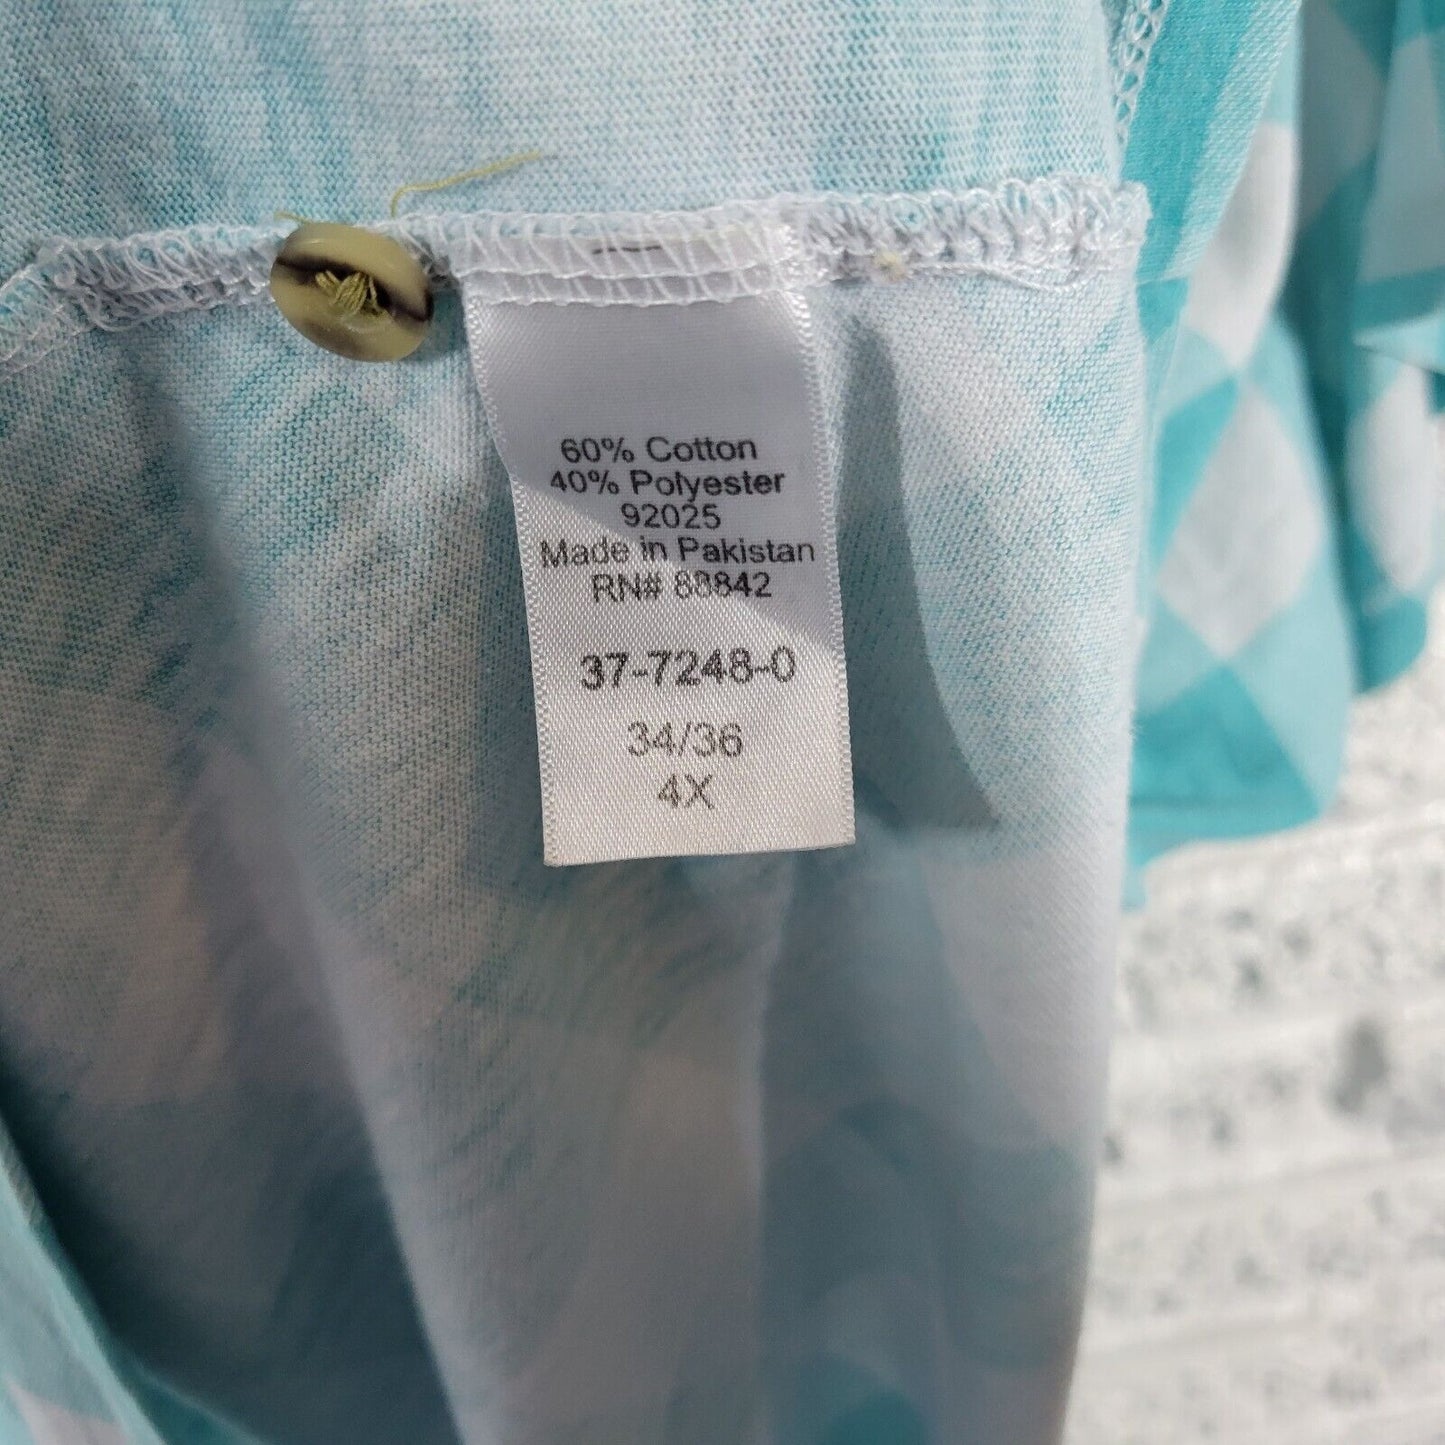 60% Cotton
40% Polyester
92025
Made in Pakistan
RN# 88842
37-7248-0
34/36
4X